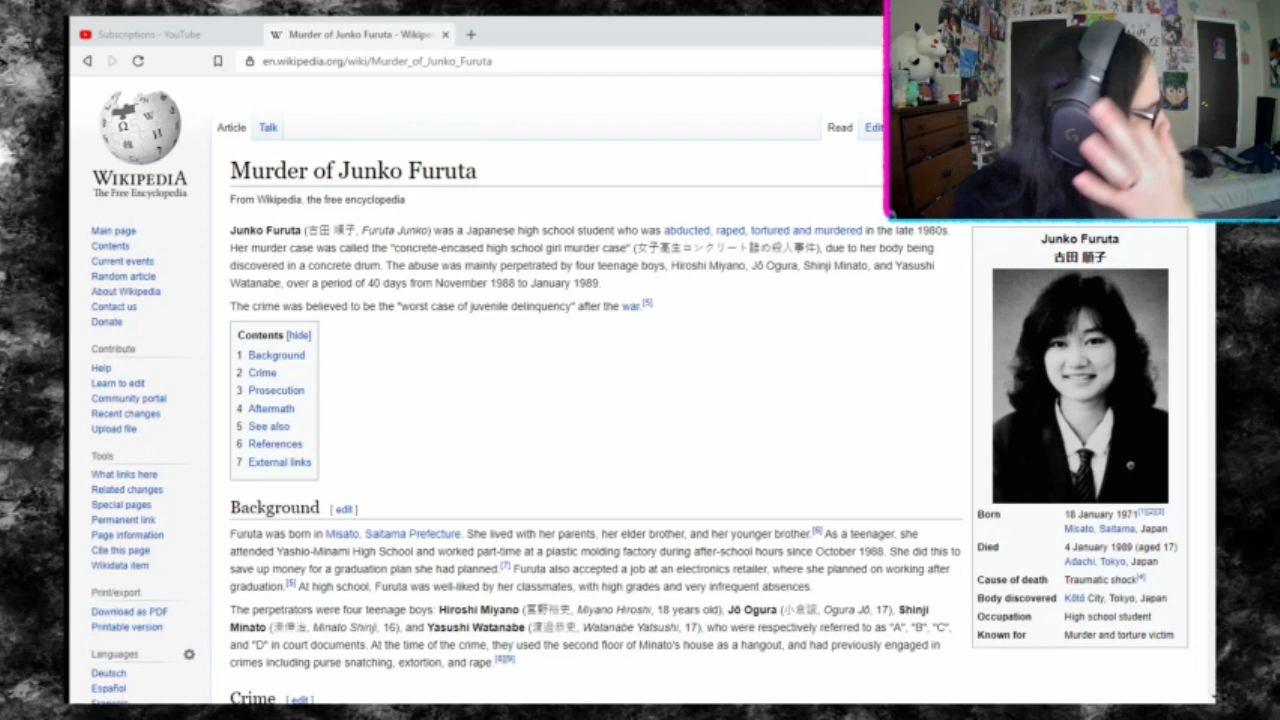 Subscriptions - YouTube
Murder of Junko Furuta - Wikipe
en.wikipedia.org/wiki/Murder_of_Junko_Furuta
WIKIPEDIA
The Free Encyclopedia
Main page
Contents
Current events
Random article
About Wikipedia
Contact us
Donate
Contribute
Help
Learn to edit
Community portal
Recent changes
Upload file
Tools
What links here
Related changes
Special pages
Permanent link
Page information
Cite this page
Wikidata item
Print/export
Download as PDF
Printable version
Languages
Deutsch
Español
Article Talk
Read Edit
Murder of Junko Furuta
From Wikipedia, the free encyclopedia
Junko Furuta (古田 順子, Furuta Junko) was a Japanese high school student who was abducted, raped, tortured and murdered in the late 1980s.
Her murder case was called the "concrete-encased high school girl murder case" (女子高生コンクリート詰め殺人事件), due to her body being
discovered in a concrete drum. The abuse was mainly perpetrated by four teenage boys, Hiroshi Miyano, Jō Ogura, Shinji Minato, and Yasushi
Watanabe, over a period of 40 days from November 1988 to January 1989.
The crime was believed to be the "worst case of juvenile delinquency" after the war.[5]
Contents [hide]
1 Background
2 Crime
3 Prosecution
4 Aftermath
5 See also
6 References
7 External links
Background [ edit ]
Furuta was born in Misato, Saitama Prefecture. She lived with her parents, her elder brother, and her younger brother.[6] As a teenager, she
attended Yashio-Minami High School and worked part-time at a plastic molding factory during after-school hours since October 1988. She did this to
save up money for a graduation plan she had planned.[7] Furuta also accepted a job at an electronics retailer, where she planned on working after
graduation.[5] At high school, Furuta was well-liked by her classmates, with high grades and very infrequent absences.
The perpetrators were four teenage boys: Hiroshi Miyano (宮野裕史, Miyano Hiroshi, 18 years old), Jō Ogura (小倉譲, Ogura Jō, 17), Shinji
Minato (湊伸治, Minato Shinji, 16), and Yasushi Watanabe (渡邊恭史, Watanabe Yatsushi, 17), who were respectively referred to as "A", "B", "C",
and "D" in court documents. At the time of the crime, they used the second floor of Minato's house as a hangout, and had previously engaged in
crimes including purse snatching, extortion, and rape.[8][9]
Crime [ edit ]
Junko Furuta
古田 順子
Born 18 January 1971[1][2][3]
Misato, Saitama, Japan
Died 4 January 1989 (aged 17)
Adachi, Tokyo, Japan
Cause of death Traumatic shock[4]
Body discovered Kōtō City, Tokyo, Japan
Occupation High school student
Known for Murder and torture victim